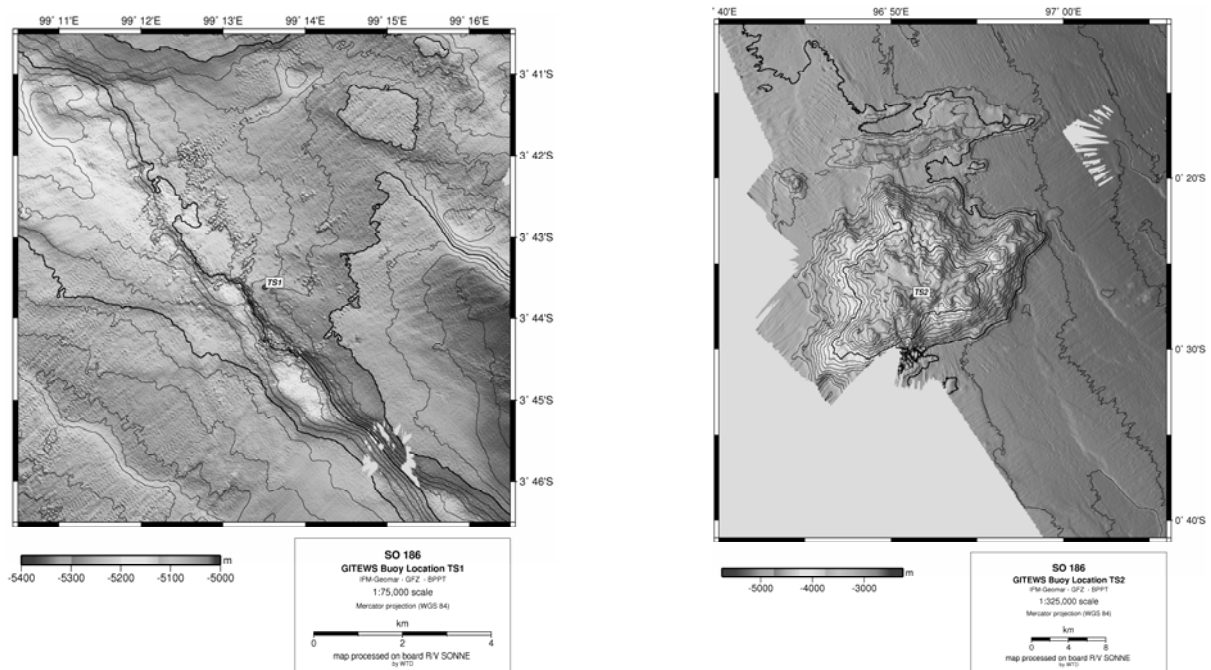 99˚ 11'E 99˚ 12'E 99˚ 13'E 99˚ 14'E 99˚ 15'E 99˚ 16'E
3˚ 41'S
3˚ 42'S
3˚ 43'S
TS1
3˚ 44'S
3˚ 45'S
3˚ 46'S
-5400 -5300 -5200 -5100 -5000 m
SO 186
GITEWS Buoy Location TS1
IFM-Geomar - GFZ - BPPT
1:75,000 scale
Mercator projection (WGS 84)
km
0 2 4
map processed on board R/V SONNE
by WTD
40'E 96˚ 50'E 97˚ 00'E
0˚ 20'S
TS2
0˚ 30'S
0˚ 40'S
-5000 -4000 -3000 m
SO 186
GITEWS Buoy Location TS2
IFM-Geomar - GFZ - BPPT
1:325,000 scale
Mercator projection (WGS 84)
km
0 4 8
map processed on board R/V SONNE
by WTD